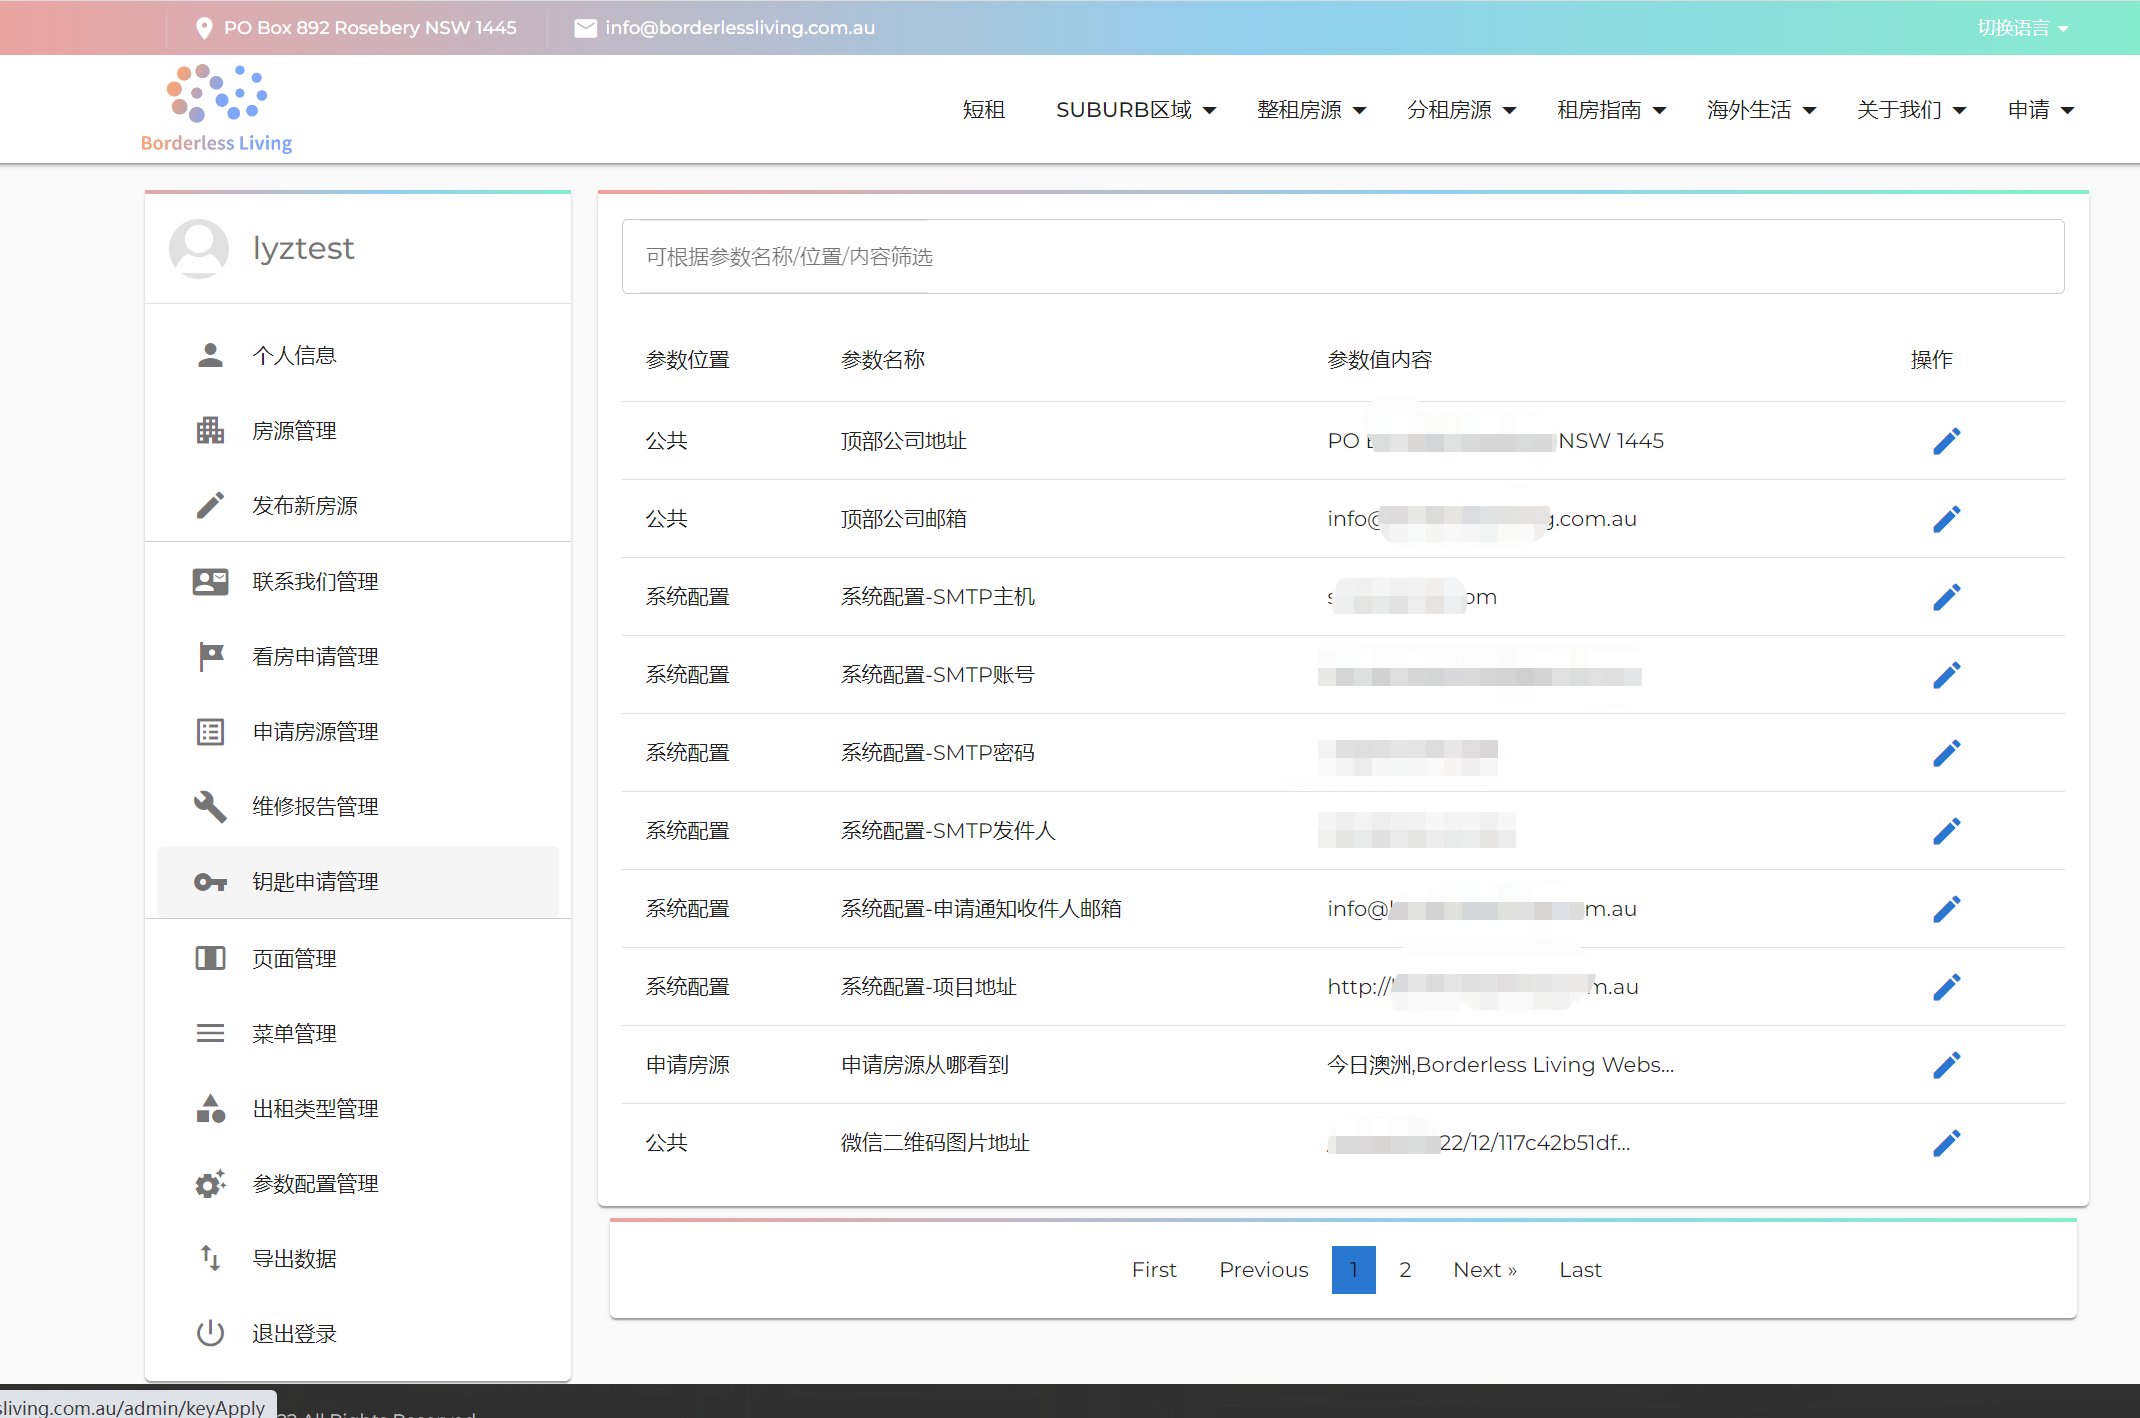 PO Box 892 Rosebery NSW 1445 info@borderlessliving.com.au 切换语言
Borderless Living
短租 SUBURB区域 整租房源 分租房源 租房指南 海外生活 关于我们 申请
lyztest
个人信息
房源管理
发布新房源
联系我们管理
看房申请管理
申请房源管理
维修报告管理
钥匙申请管理
页面管理
菜单管理
出租类型管理
参数配置管理
导出数据
退出登录
可根据参数名称/位置/内容筛选
参数位置 参数名称 参数值内容 操作
公共 顶部公司地址 PO NSW 1445
公共 顶部公司邮箱 info@ g.com.au
系统配置 系统配置-SMTP主机 s om
系统配置 系统配置-SMTP账号
系统配置 系统配置-SMTP密码
系统配置 系统配置-SMTP发件人
系统配置 系统配置-申请通知收件人邮箱 info@ m.au
系统配置 系统配置-项目地址 http:// m.au
申请房源 申请房源从哪看到 今日澳洲,Borderless Living Webs...
公共 微信二维码图片地址 22/12/117c42b51df...
First Previous 1 2 Next » Last
sliving.com.au/admin/keyApply
All Rights Reserved